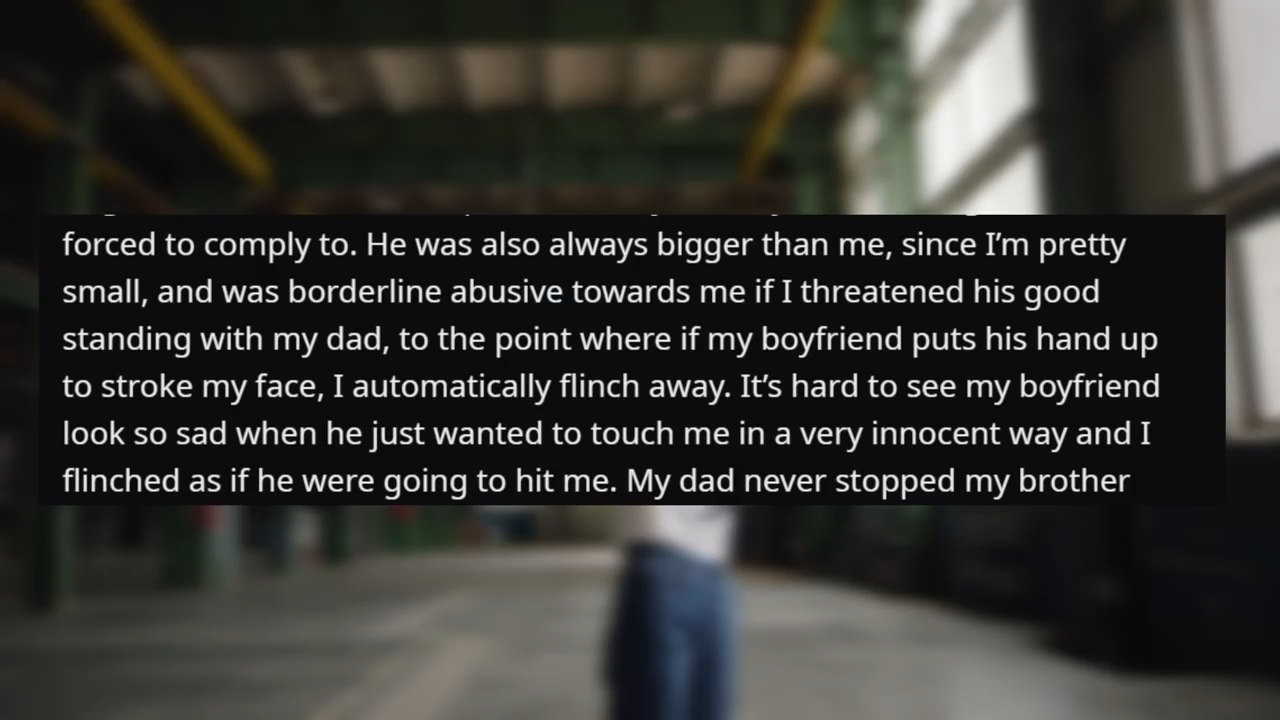 forced to comply to. He was also always bigger than me, since I’m pretty
small, and was borderline abusive towards me if I threatened his good
standing with my dad, to the point where if my boyfriend puts his hand up
to stroke my face, I automatically flinch away. It’s hard to see my boyfriend
look so sad when he just wanted to touch me in a very innocent way and I
flinched as if he were going to hit me. My dad never stopped my brother